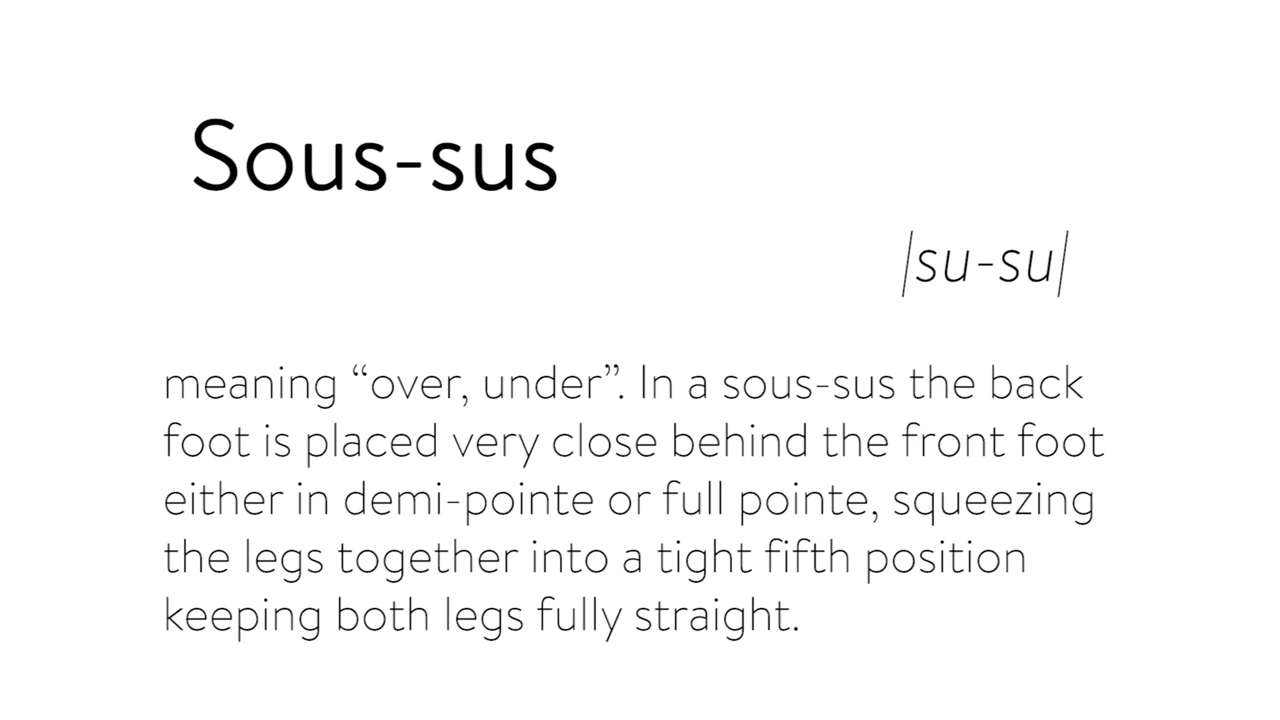 Sous-sus
|su-su|
meaning “over, under”. In a sous-sus the back
foot is placed very close behind the front foot
either in demi-pointe or full pointe, squeezing
the legs together into a tight fifth position
keeping both legs fully straight.